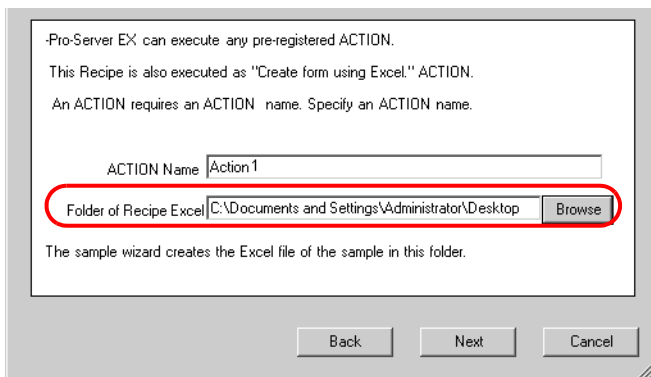 -Pro-Server EX can execute any pre-registered ACTION.
This Recipe is also executed as "Create form using Excel." ACTION.
An ACTION requires an ACTION name. Specify an ACTION name.
ACTION Name Action1
Folder of Recipe Excel C:\Documents and Settings\Administrator\Desktop Browse
The sample wizard creates the Excel file of the sample in this folder.
Back Next Cancel